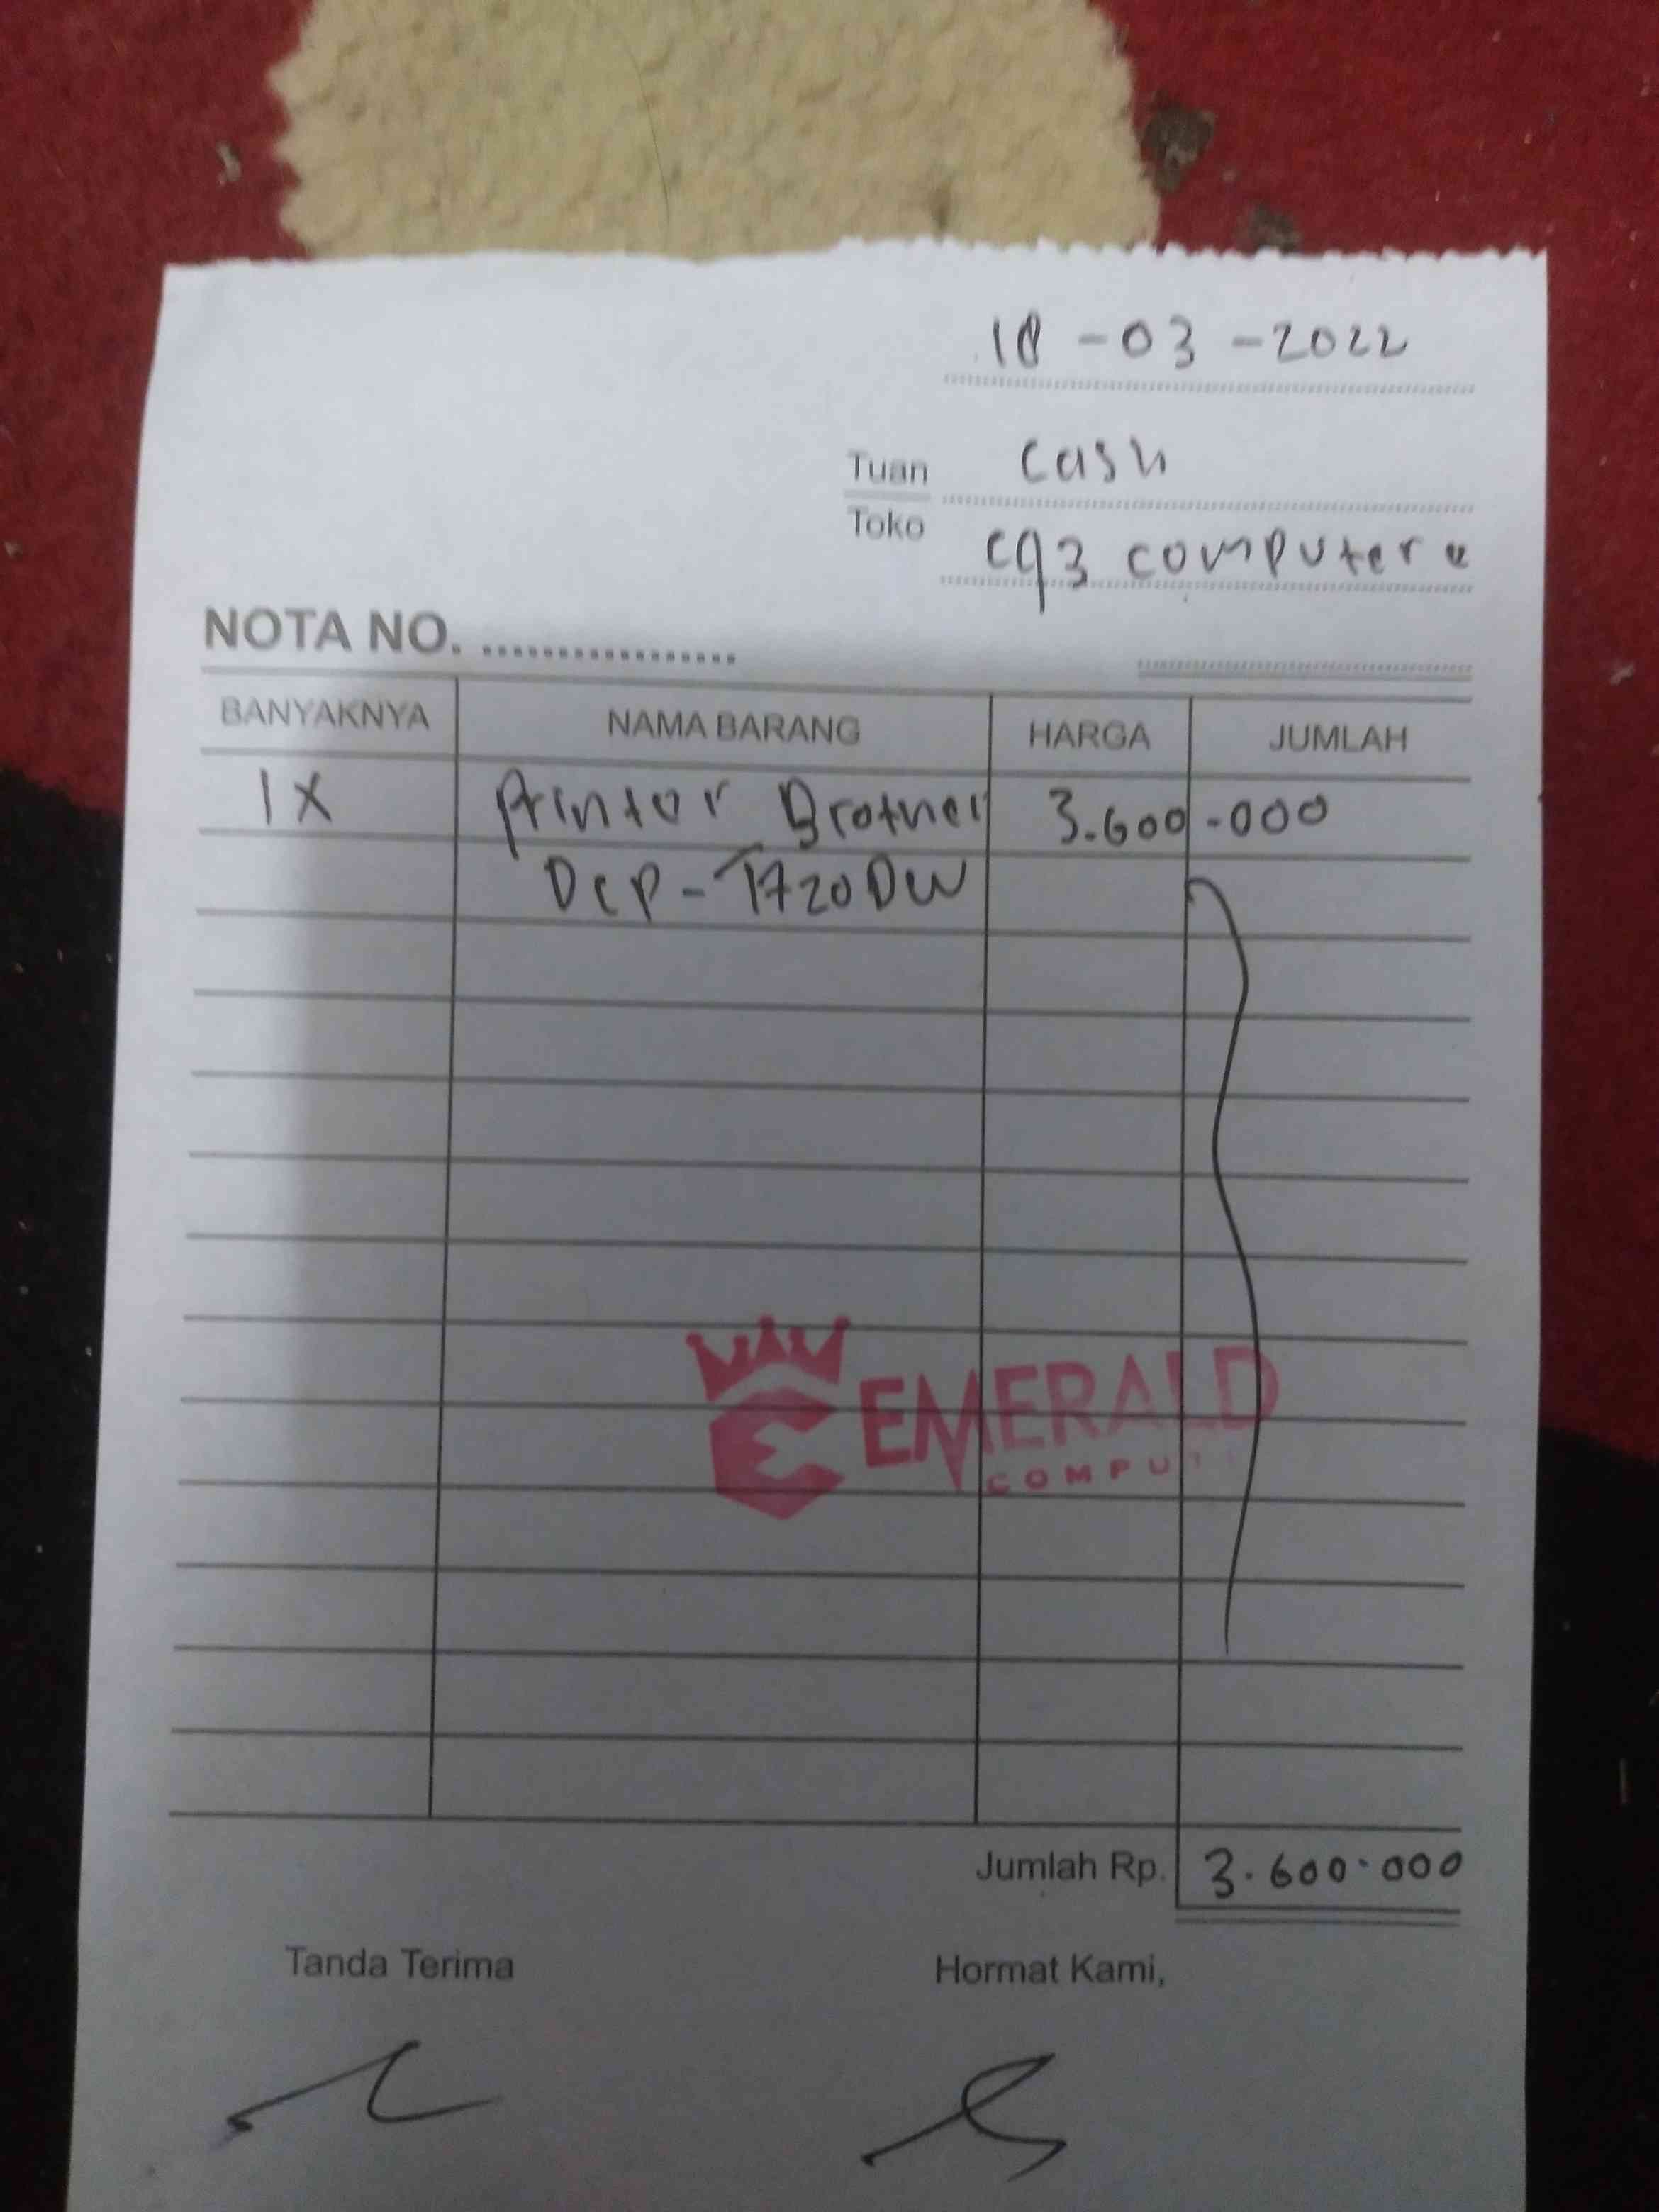 18-03-2022
Tuan Cash
Toko cq3 computer
NOTA NO. ..................
BANYAKNYA NAMA BARANG HARGA JUMLAH
1X Printer Brother 3.600.000
DCP-T720DW
EMERALD
COMPUT
Jumlah Rp. 3.600.000
Tanda Terima Hormat Kami,